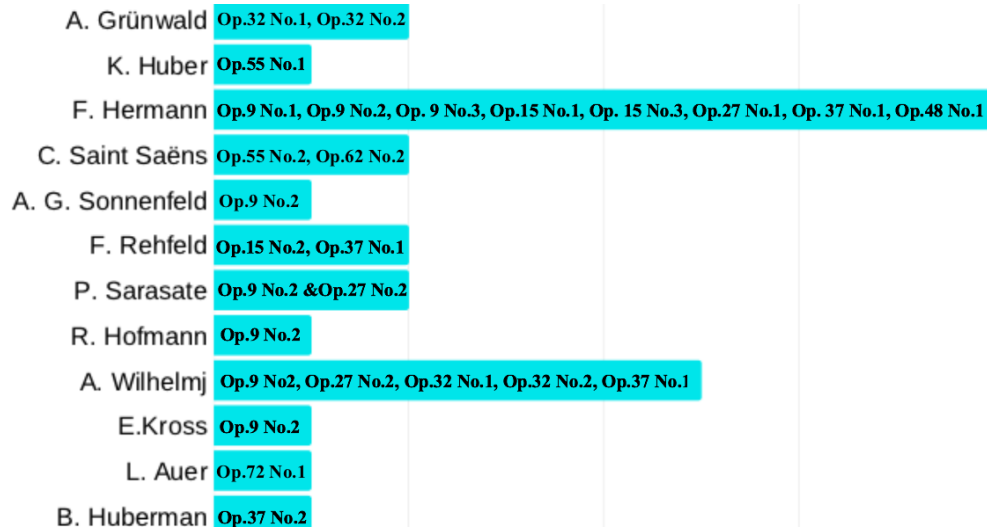 A. Grünwald Op.32 No.1, Op.32 No.2
K. Huber Op.55 No.1
F. Hermann Op.9 No.1, Op.9 No.2, Op. 9 No.3, Op.15 No.1, Op. 15 No.3, Op.27 No.1, Op. 37 No.1, Op.48 No.1
C. Saint Saëns Op.55 No.2, Op.62 No.2
A. G. Sonnenfeld Op.9 No.2
F. Rehfeld Op.15 No.2, Op.37 No.1
P. Sarasate Op.9 No.2 &Op.27 No.2
R. Hofmann Op.9 No.2
A. Wilhelmj Op.9 No2, Op.27 No.2, Op.32 No.1, Op.32 No.2, Op.37 No.1
E.Kross Op.9 No.2
L. Auer Op.72 No.1
B. Huberman Op.37 No.2